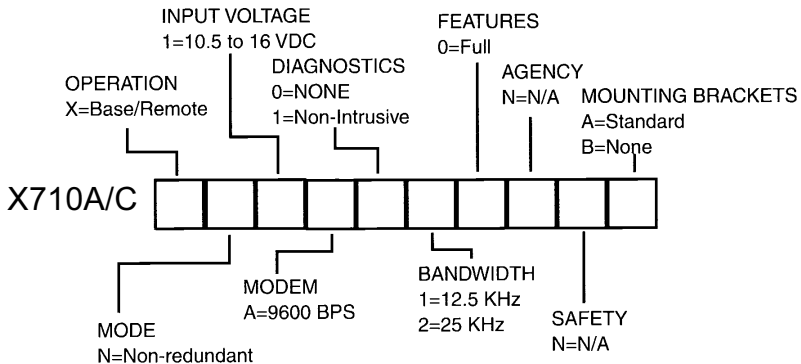 INPUT VOLTAGE
1=10.5 to 16 VDC
FEATURES
0=Full
OPERATION
X=Base/Remote
DIAGNOSTICS
0=NONE
1=Non-Intrusive
AGENCY
N=N/A
MOUNTING BRACKETS
A=Standard
B=None
X710A/C
MODE
N=Non-redundant
MODEM
A=9600 BPS
BANDWIDTH
1=12.5 KHz
2=25 KHz
SAFETY
N=N/A